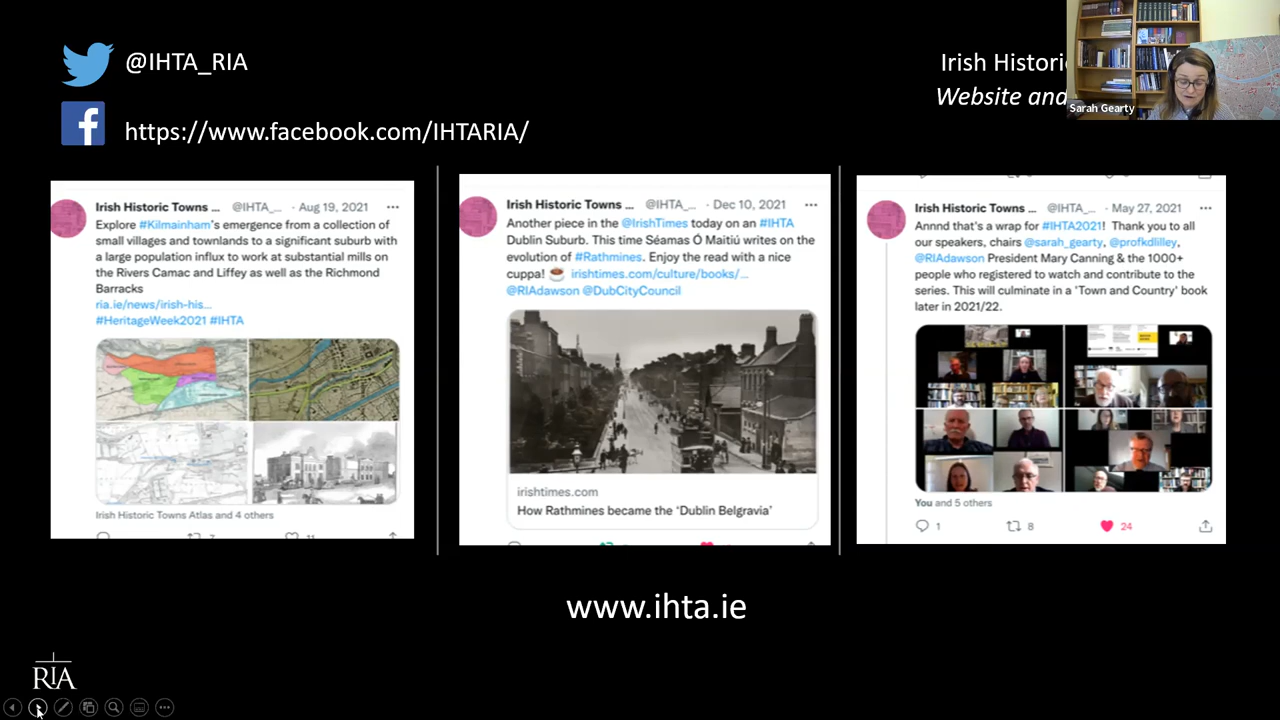 @IHTA_RIA
https://www.facebook.com/IHTARIA/
Irish Histori
Website and
Sarah Gearty
Irish Historic Towns ... @IHTA_... · Aug 19, 2021 ...
Explore #Kilmainham's emergence from a collection of
small villages and townlands to a significant suburb with
a large population influx to work at substantial mills on
the Rivers Camac and Liffey as well as the Richmond
Barracks
ria.ie/news/irish-his...
#HeritageWeek2021 #IHTA
Irish Historic Towns Atlas and 4 others
Irish Historic Towns ... @IHTA_... · Dec 10, 2021 ...
Another piece in the @IrishTimes today on an #IHTA
Dublin Suburb. This time Séamas Ó Maitiú writes on the
evolution of #Rathmines. Enjoy the read with a nice
cuppa! ☕ irishtimes.com/culture/books/...
@RIAdawson @DubCityCouncil
irishtimes.com
How Rathmines became the ‘Dublin Belgravia’
Irish Historic Towns ... @IHTA_... · May 27, 2021 ...
Annnd that's a wrap for #IHTA2021! Thank you to all
our speakers, chairs @sarah_gearty, @profkdlilley,
@RIAdawson President Mary Canning & the 1000+
people who registered to watch and contribute to the
series. This will culminate in a 'Town and Country' book
later in 2021/22.
You and 5 others
1 8 24
www.ihta.ie
RIA